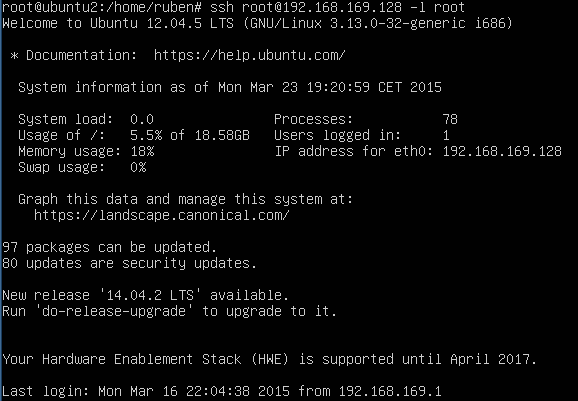 root@ubuntu2:/home/ruben# ssh root@192.168.169.128 -l root
Welcome to Ubuntu 12.04.5 LTS (GNU/Linux 3.13.0-32-generic i686)
* Documentation:  https://help.ubuntu.com/
System information as of Mon Mar 23 19:20:59 CET 2015
System load:  0.0               Processes:           78
Usage of /:   5.5% of 18.58GB   Users logged in:     1
Memory usage: 18%               IP address for eth0: 192.168.169.128
Swap usage:   0%
Graph this data and manage this system at:
https://landscape.canonical.com/
97 packages can be updated.
80 updates are security updates.
New release '14.04.2 LTS' available.
Run 'do-release-upgrade' to upgrade to it.
Your Hardware Enablement Stack (HWE) is supported until April 2017.
Last login: Mon Mar 16 22:04:38 2015 from 192.168.169.1